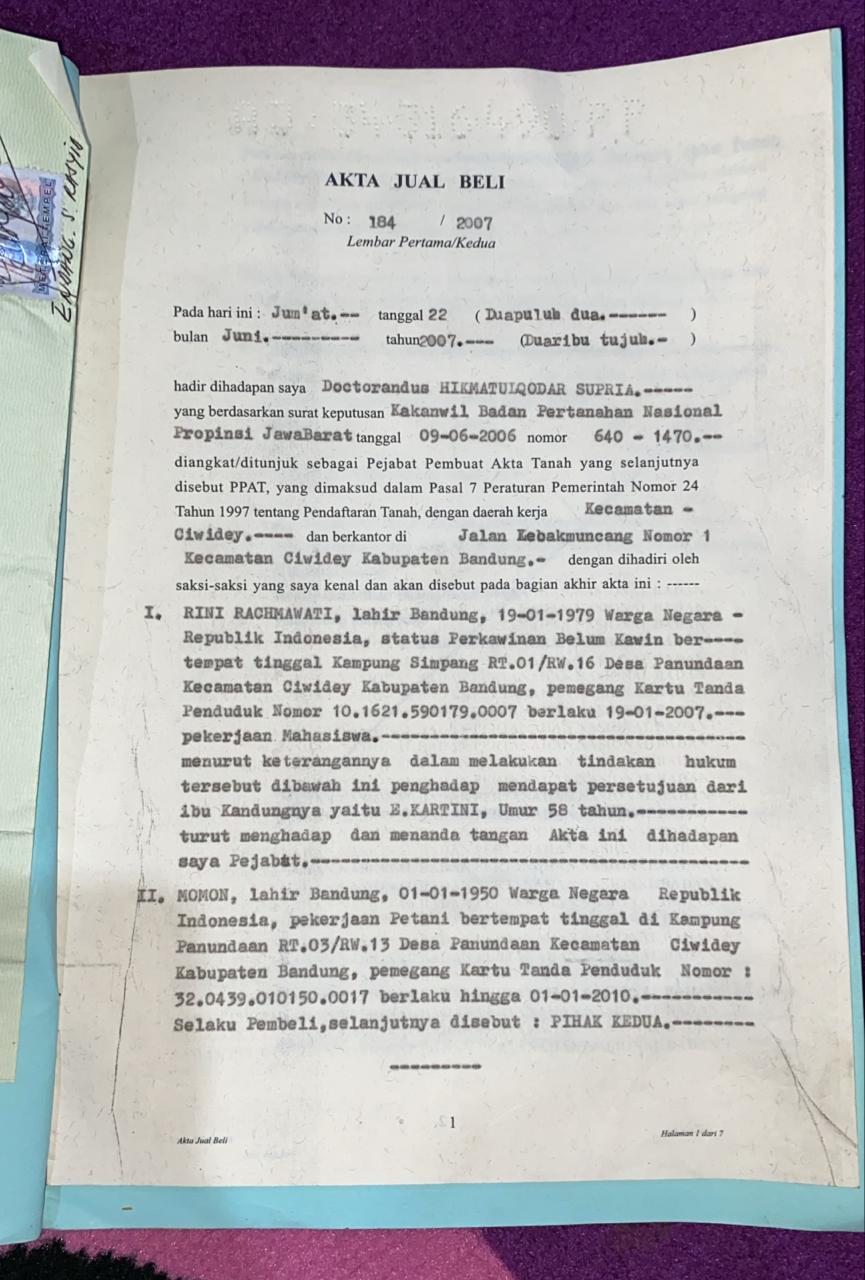 AKTA JUAL BELI
No : 184 / 2007
Lembar Pertama/Kedua
Pada hari ini : Jum'at.-- tanggal 22 ( Duapuluh dua.------ )
bulan Juni.--------- tahun2007.--- (Duaribu tujuh.- )
hadir dihadapan saya Doctorandus HIKMATULQODAR SUPRIA.-----
yang berdasarkan surat keputusan Kakanwil Badan Pertanahan Nasional
Propinsi JawaBarat tanggal 09-06-2006 nomor 640 - 1470.--
diangkat/ditunjuk sebagai Pejabat Pembuat Akta Tanah yang selanjutnya
disebut PPAT, yang dimaksud dalam Pasal 7 Peraturan Pemerintah Nomor 24
Tahun 1997 tentang Pendaftaran Tanah, dengan daerah kerja Kecamatan -
Ciwidey.---- dan berkantor di Jalan Kebakmuncang Nomor 1
Kecamatan Ciwidey Kabupaten Bandung.- dengan dihadiri oleh
saksi-saksi yang saya kenal dan akan disebut pada bagian akhir akta ini : ------
I. RINI RACHMAWATI, lahir Bandung, 19-01-1979 Warga Negara -
Republik Indonesia, status Perkawinan Belum Kawin ber----
tempat tinggal Kampung Simpang RT.01/RW.16 Desa Panundaan
Kecamatan Ciwidey Kabupaten Bandung, pemegang Kartu Tanda
Penduduk Nomor 10.1621.590179.0007 berlaku 19-01-2007.---
pekerjaan Mahasiswa.-------------------------------------
menurut keterangannya dalam melakukan tindakan hukum
tersebut dibawah ini penghadap mendapat persetujuan dari
ibu Kandungnya yaitu E.KARTINI, Umur 58 tahun.-----------
turut menghadap dan menanda tangan Akta ini dihadapan
saya Pejabat.--------------------------------------------
II. MOMON, lahir Bandung, 01-01-1950 Warga Negara Republik
Indonesia, pekerjaan Petani bertempat tinggal di Kampung
Panundaan RT.03/RW.13 Desa Panundaan Kecamatan Ciwidey
Kabupaten Bandung, pemegang Kartu Tanda Penduduk Nomor :
32.0439.010150.0017 berlaku hingga 01-01-2010.-----------
Selaku Pembeli,selanjutnya disebut : PIHAK KEDUA.--------
---------
1
Akta Jual Beli
Halaman 1 dari 7